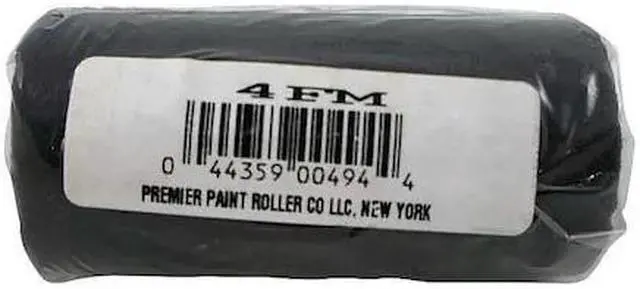 4FM
0 44359 00494 4
PREMIER PAINT ROLLER CO LLC, NEW YORK